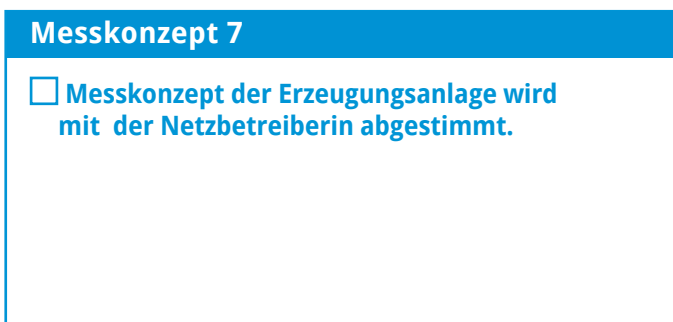 Messkonzept 7
Messkonzept der Erzeugungsanlage wird
mit der Netzbetreiberin abgestimmt.